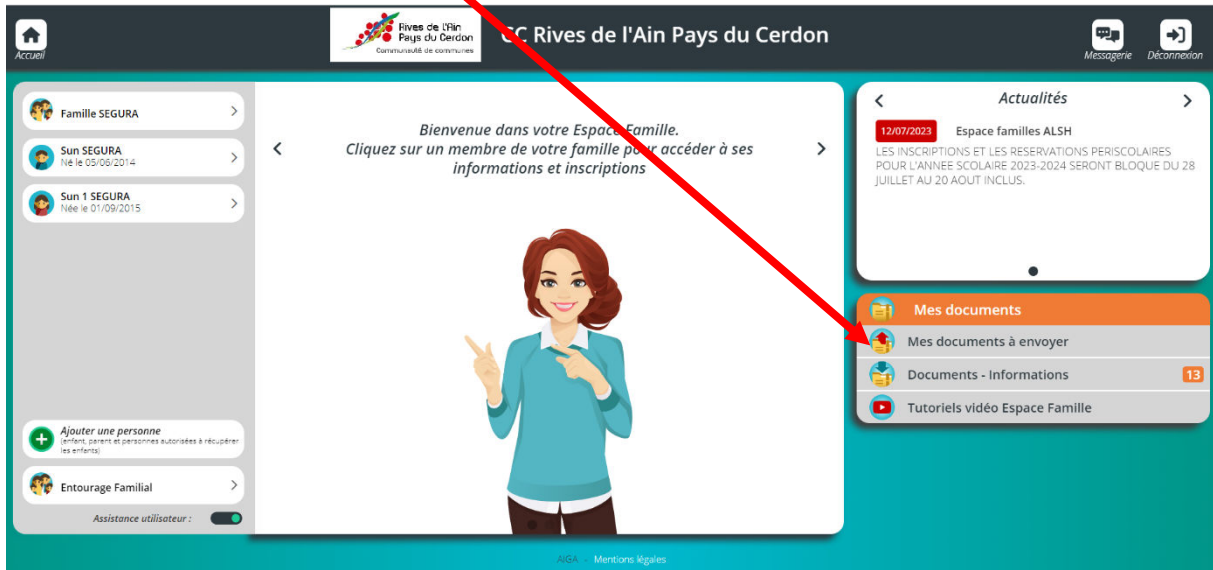 Rives de l'Ain
Pays du Cerdon
Communauté de communes
CC Rives de l'Ain Pays du Cerdon
Accueil
Messagerie
Déconnexion
Famille SEGURA
Sun SEGURA
Né le 05/06/2014
Sun 1 SEGURA
Née le 01/09/2015
Ajouter une personne
(enfant, parent et personnes autorisées à récupérer
les enfants)
Entourage Familial
Assistance utilisateur :
Bienvenue dans votre Espace Famille.
Cliquez sur un membre de votre famille pour accéder à ses
informations et inscriptions
Actualités
12/07/2023 Espace familles ALSH
LES INSCRIPTIONS ET LES RESERVATIONS PERISCOLAIRES
POUR L'ANNEE SCOLAIRE 2023-2024 SERONT BLOQUE DU 28
JUILLET AU 20 AOUT INCLUS.
Mes documents
Mes documents à envoyer
Documents - Informations 13
Tutoriels vidéo Espace Famille
AIGA - Mentions légales